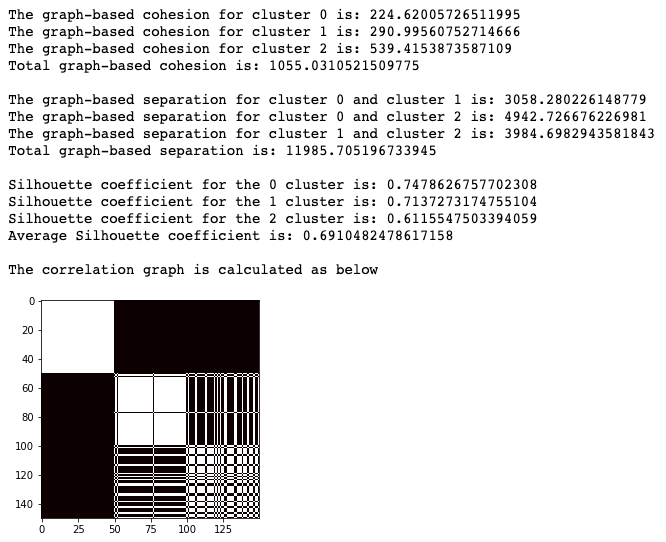 The graph-based cohesion for cluster 0 is: 224.62005726511995
The graph-based cohesion for cluster 1 is: 290.99560752714666
The graph-based cohesion for cluster 2 is: 539.4153873587109
Total graph-based cohesion is: 1055.0310521509775
The graph-based separation for cluster 0 and cluster 1 is: 3058.280226148779
The graph-based separation for cluster 0 and cluster 2 is: 4942.726676226981
The graph-based separation for cluster 1 and cluster 2 is: 3984.6982943581843
Total graph-based separation is: 11985.705196733945
Silhouette coefficient for the 0 cluster is: 0.7478626757702308
Silhouette coefficient for the 1 cluster is: 0.7137273174755104
Silhouette coefficient for the 2 cluster is: 0.6115547503394059
Average Silhouette coefficient is: 0.6910482478617158
The correlation graph is calculated as below
0
20
40
60
80
100
120
140
0 25 50 75 100 125